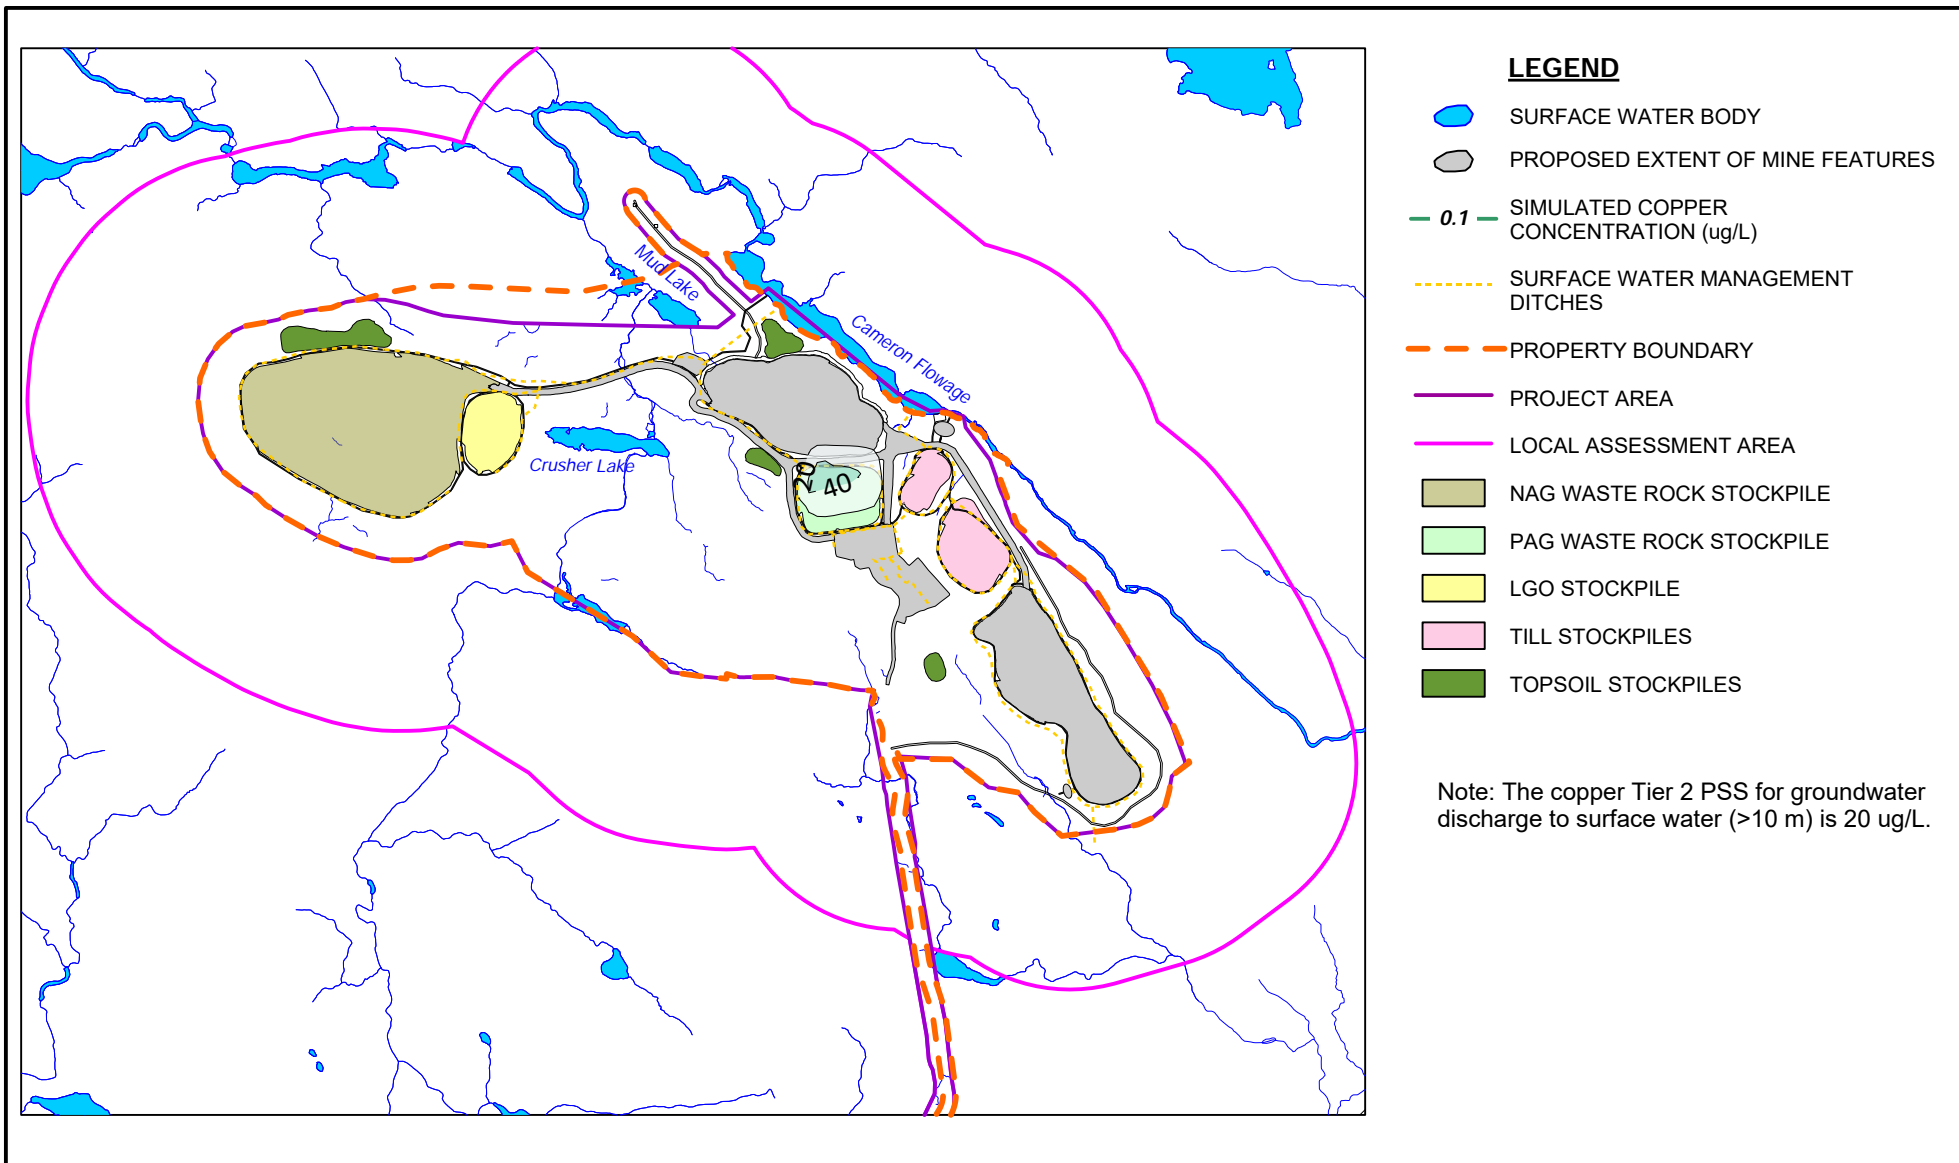 LEGEND
SURFACE WATER BODY
PROPOSED EXTENT OF MINE FEATURES
0.1
SIMULATED COPPER
CONCENTRATION (ug/L)
SURFACE WATER MANAGEMENT
DITCHES
PROPERTY BOUNDARY
PROJECT AREA
LOCAL ASSESSMENT AREA
NAG WASTE ROCK STOCKPILE
PAG WASTE ROCK STOCKPILE
LGO STOCKPILE
TILL STOCKPILES
TOPSOIL STOCKPILES
Note: The copper Tier 2 PSS for groundwater
discharge to surface water (>10 m) is 20 ug/L.
Mud Lake
Cameron Flowage
Crusher Lake
20
40